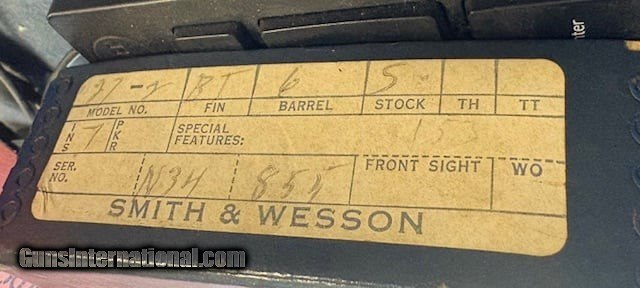 27-2 BT 6 S
MODEL NO. FIN BARREL STOCK TH TT
INS 7 PKR SPECIAL FEATURES:
SER. NO. N34 855 FRONT SIGHT WO
SMITH & WESSON
GunsInternational.com